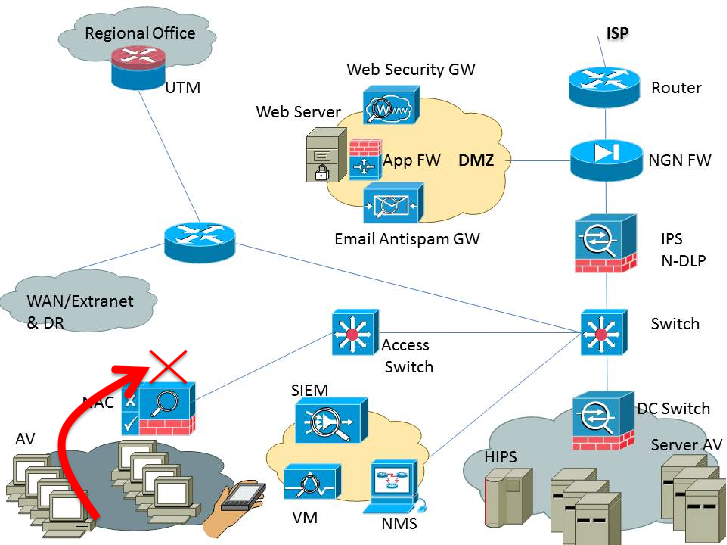 Regional Office
ISP
UTM
Web Security GW
Router
Web Server
WWW
App FW
DMZ
NGN FW
Email Antispam GW
IPS
N-DLP
WAN/Extranet
& DR
Switch
Access
Switch
NAC
SIEM
DC Switch
AV
Server AV
HIPS
VM
NMS